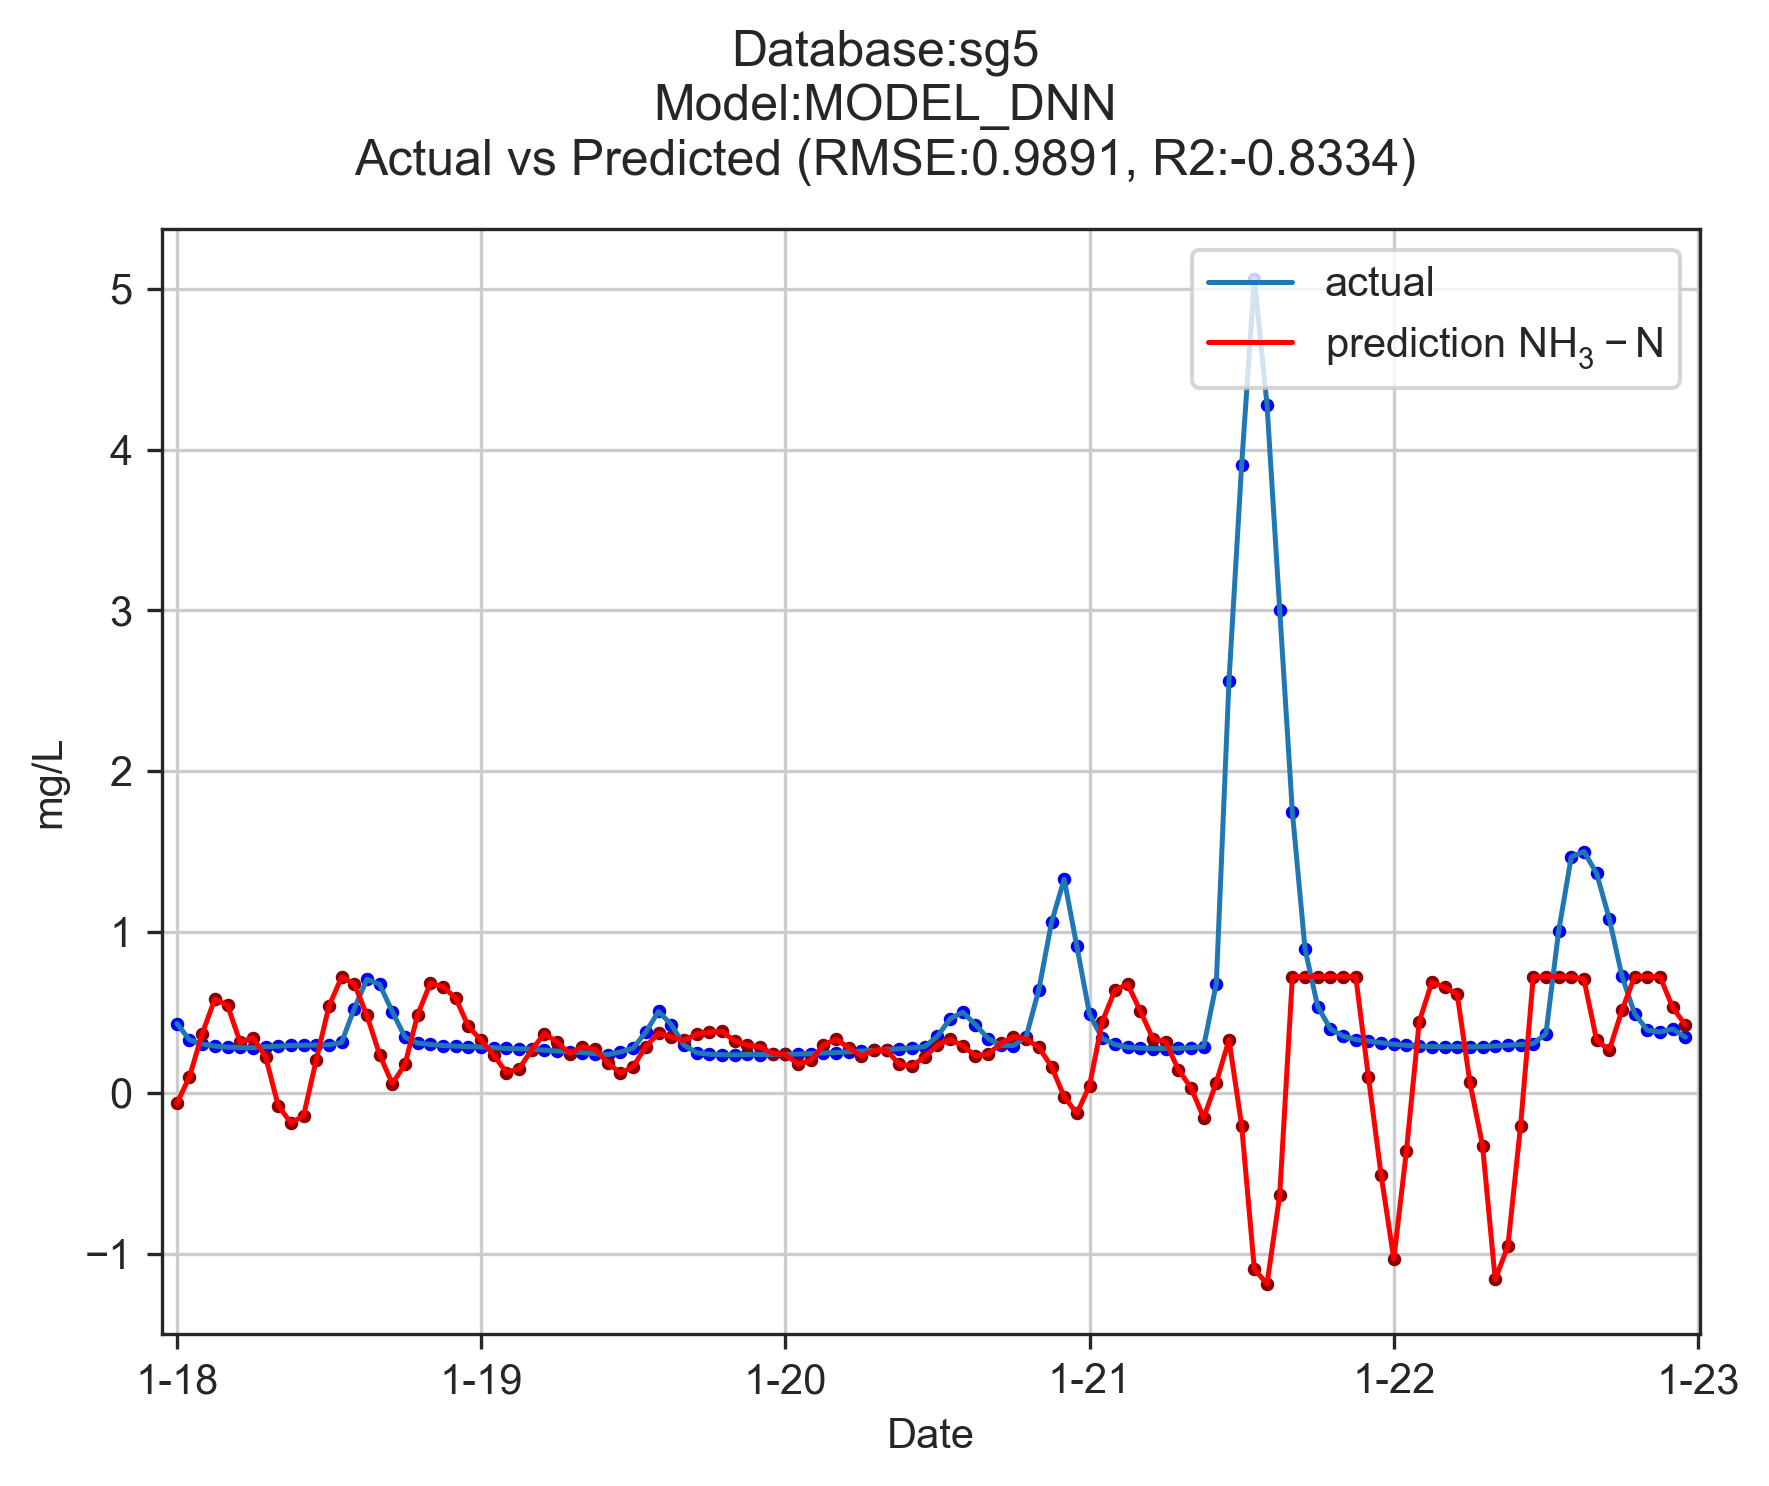 Database:sg5
Model:MODEL_DNN
Actual vs Predicted (RMSE:0.9891, R2:-0.8334)
actual
prediction NH₃ − N
5
4
3
2
1
0
−1
mg/L
1-18 1-19 1-20 1-21 1-22 1-23
Date